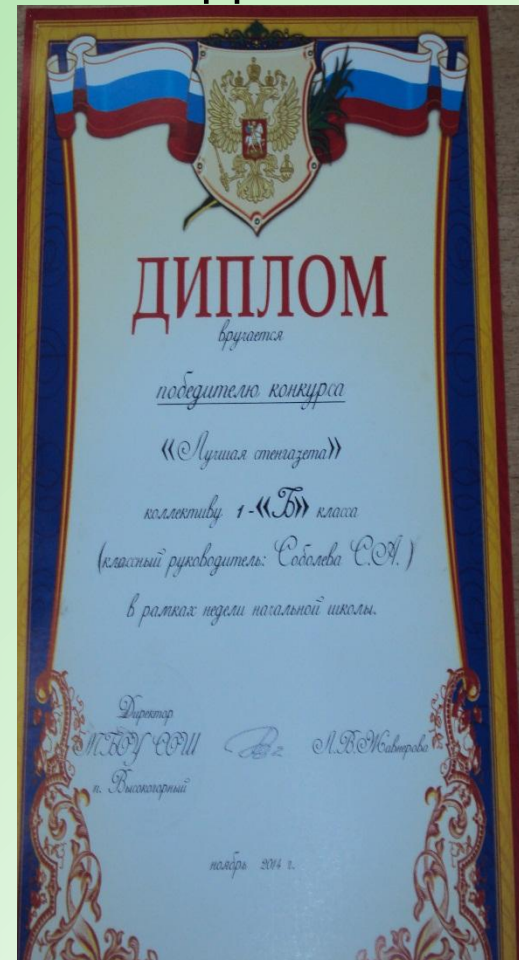 ДИПЛОМ
вручается
победителю конкурса
«Лучшая стенгазета»
коллективу 1-«Б» класса
(классный руководитель: Соболева С.А. )
в рамках недели начальной школы.
Директор
МБОУ СОШ Л.В.Жовтерова
п. Высокогорный
ноябрь 2014 г.